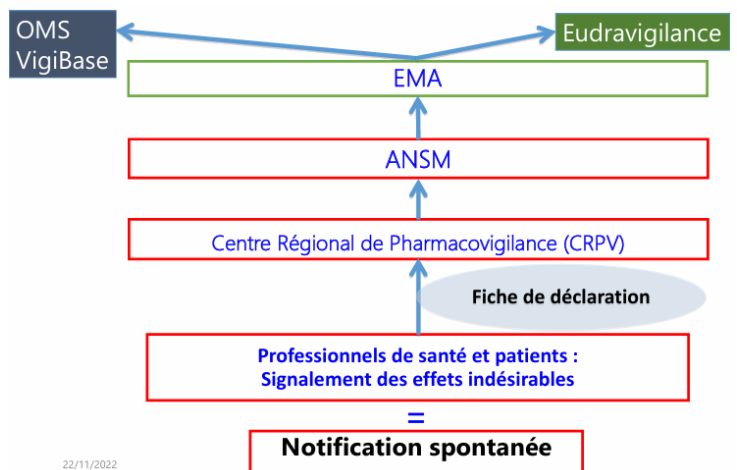 OMS
VigiBase
Eudravigilance
EMA
ANSM
Centre Régional de Pharmacovigilance (CRPV)
Fiche de déclaration
Professionnels de santé et patients :
Signalement des effets indésirables
=
Notification spontanée
22/11/2022